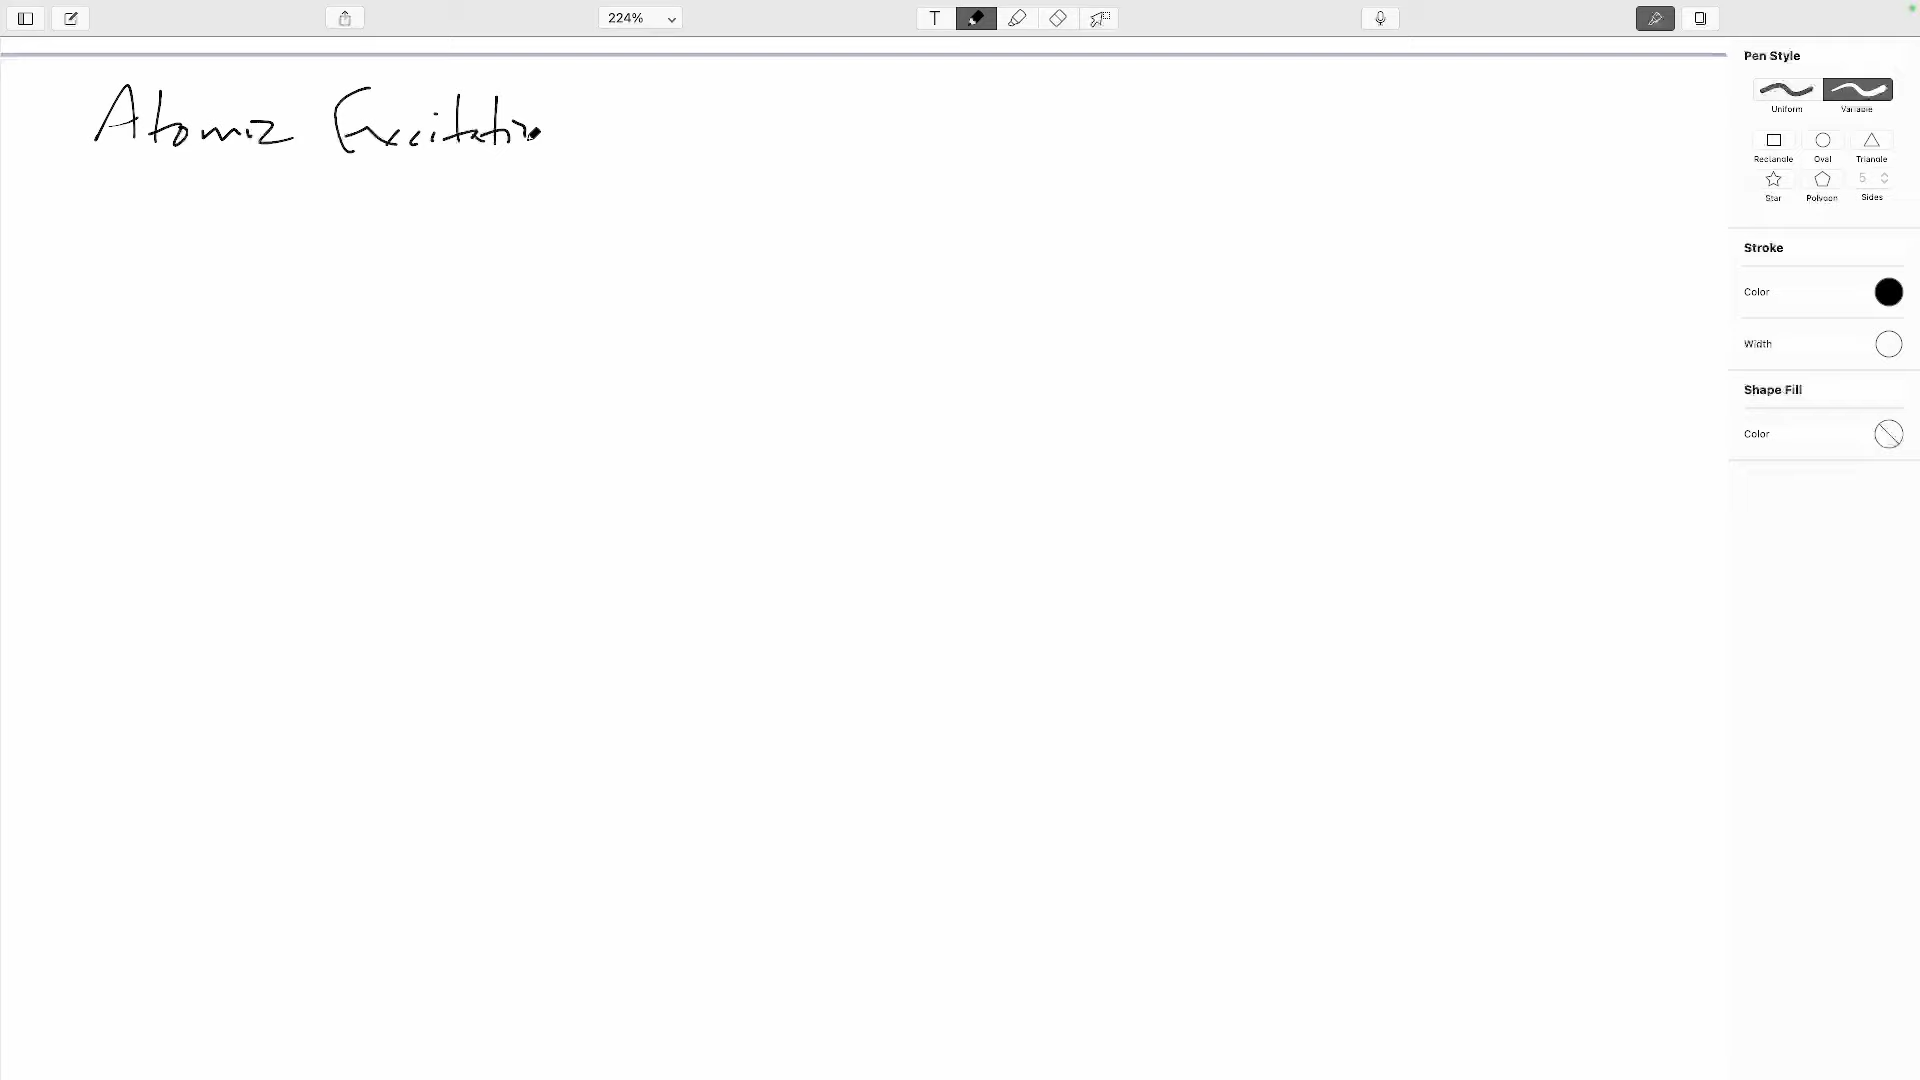 224%
T
Pen Style
Uniform Variable
Rectangle Oval Triangle
5
Star Polygon Sides
Stroke
Color
Width
Shape Fill
Color
Atomic Excitatio